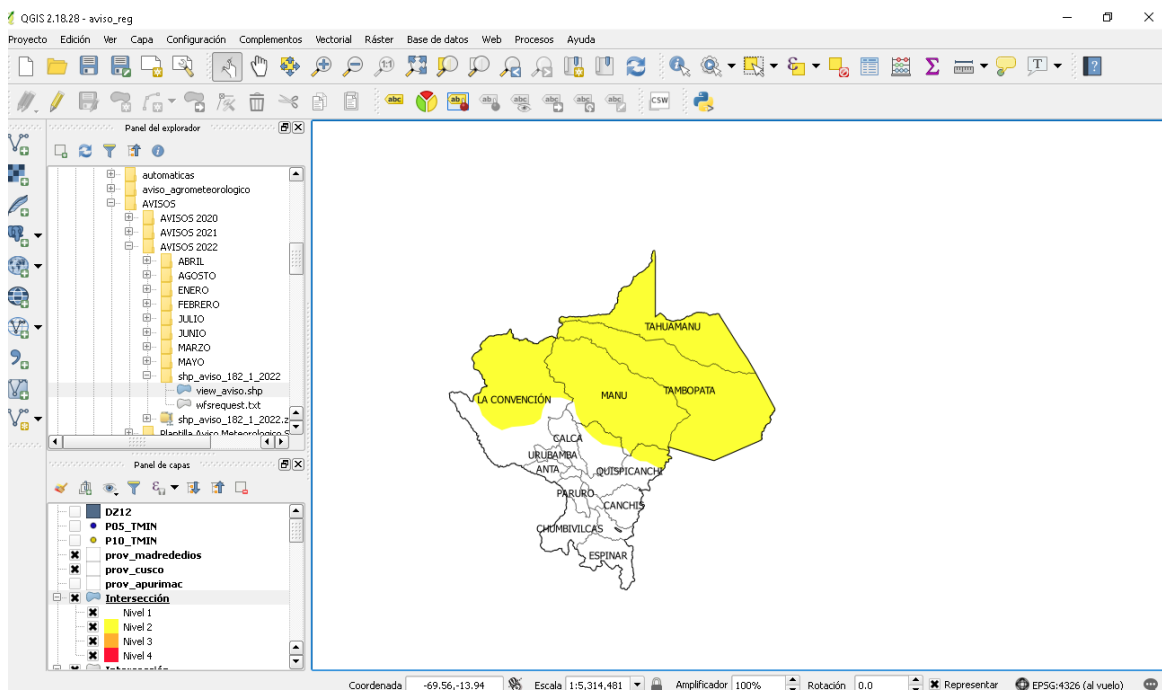 QGIS 2.18.28 - aviso_reg
Proyecto Edición Ver Capa Configuración Complementos Vectorial Ráster Base de datos Web Procesos Ayuda
Panel del explorador
automaticas
aviso_agrometeorologico
AVISOS
AVISOS 2020
AVISOS 2021
AVISOS 2022
ABRIL
AGOSTO
ENERO
FEBRERO
JULIO
JUNIO
MARZO
MAYO
shp_aviso_182_1_2022
view_aviso.shp
wfsrequest.txt
shp_aviso_182_1_2022.z
Plantilla Aviso Meteorologico S
Panel de capas
DZ12
P05_TMIN
P10_TMIN
prov_madrededios
prov_cusco
prov_apurimac
Intersección
Nivel 1
Nivel 2
Nivel 3
Nivel 4
Intersección
TAHUAMANU
TAMBOPATA
MANU
LA CONVENCIÓN
CALCA
URUBAMBA
ANTA
QUISPICANCHI
PARURO
CANCHIS
CHUMBIVILCAS
ESPINAR
abc
CSW
Coordenada -69.56,-13.94 Escala 1:5,314,481 Amplificador 100% Rotación 0.0 Representar EPSG:4326 (al vuelo)